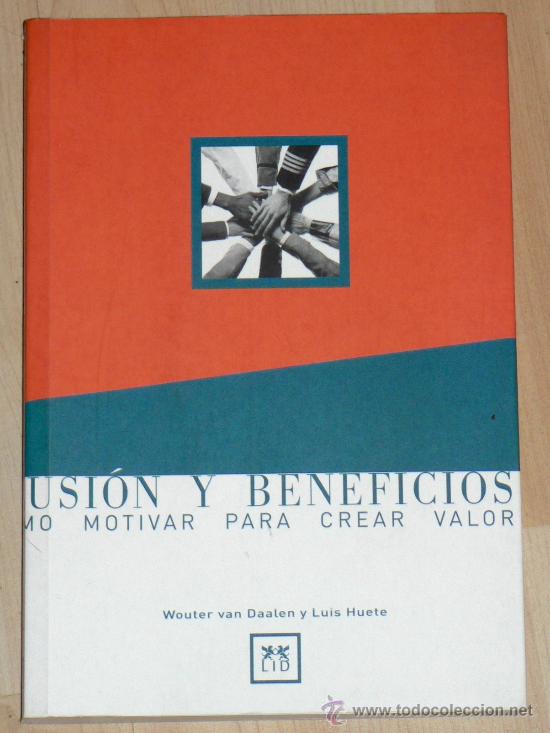 USIÓN Y BENEFICIOS
MO MOTIVAR PARA CREAR VALOR
Wouter van Daalen y Luis Huete
LID
www.todocoleccion.net